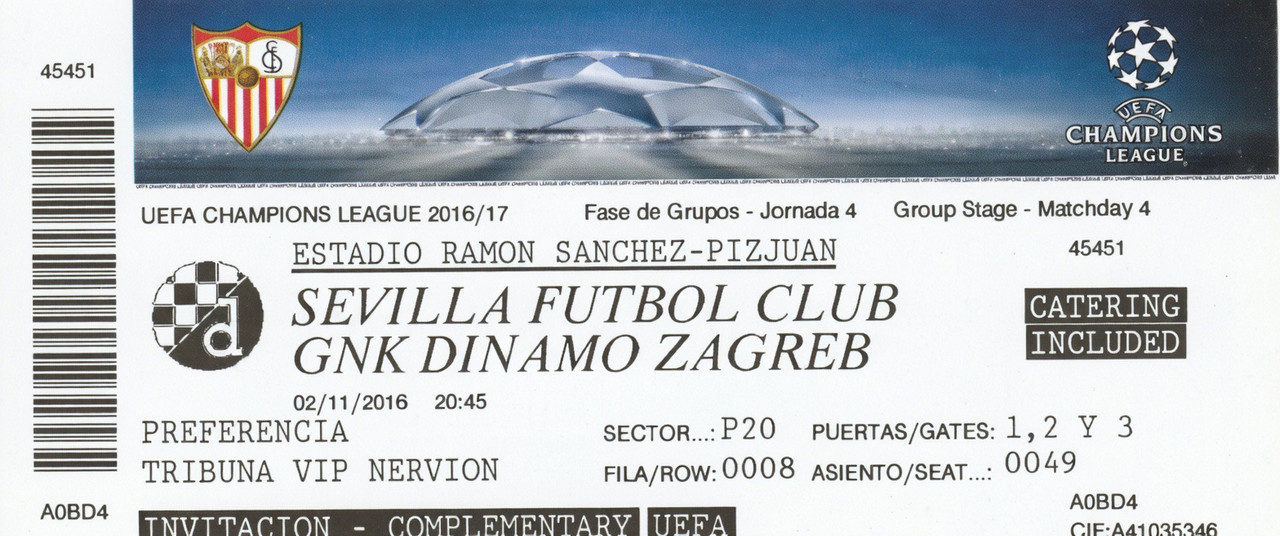 45451
UEFA
CHAMPIONS
LEAGUE
UEFA CHAMPIONS LEAGUE 2016/17 Fase de Grupos - Jornada 4 Group Stage - Matchday 4
ESTADIO RAMON SANCHEZ-PIZJUAN 45451
SEVILLA FUTBOL CLUB
GNK DINAMO ZAGREB
CATERING
INCLUDED
02/11/2016 20:45
PREFERENCIA SECTOR...: P20 PUERTAS/GATES: 1,2 Y 3
TRIBUNA VIP NERVION FILA/ROW: 0008 ASIENTO/SEAT...: 0049
A0BD4 A0BD4
INVITACION - COMPLEMENTARY UEFA CIF:A41035346